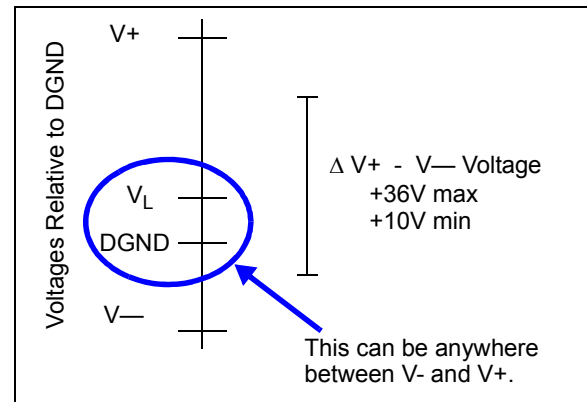 Voltages Relative to DGND
V+
VL
DGND
V—
Δ V+ - V— Voltage
+36V max
+10V min
This can be anywhere
between V- and V+.